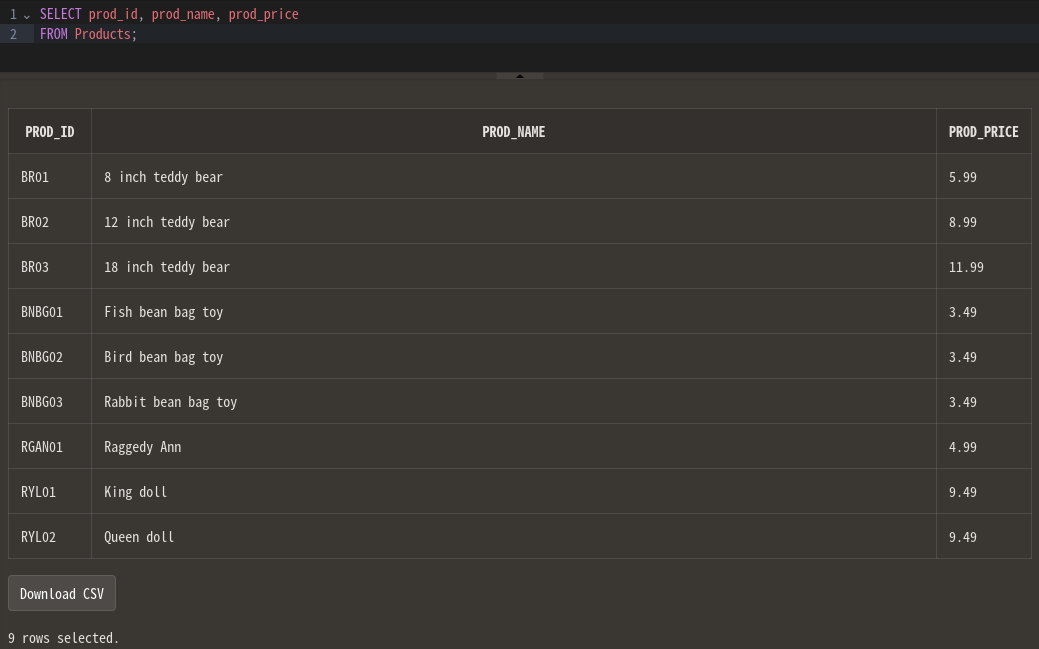 1 SELECT prod_id, prod_name, prod_price
2 FROM Products;
PROD_ID PROD_NAME PROD_PRICE
BR01 8 inch teddy bear 5.99
BR02 12 inch teddy bear 8.99
BR03 18 inch teddy bear 11.99
BNBG01 Fish bean bag toy 3.49
BNBG02 Bird bean bag toy 3.49
BNBG03 Rabbit bean bag toy 3.49
RGAN01 Raggedy Ann 4.99
RYL01 King doll 9.49
RYL02 Queen doll 9.49
Download CSV
9 rows selected.